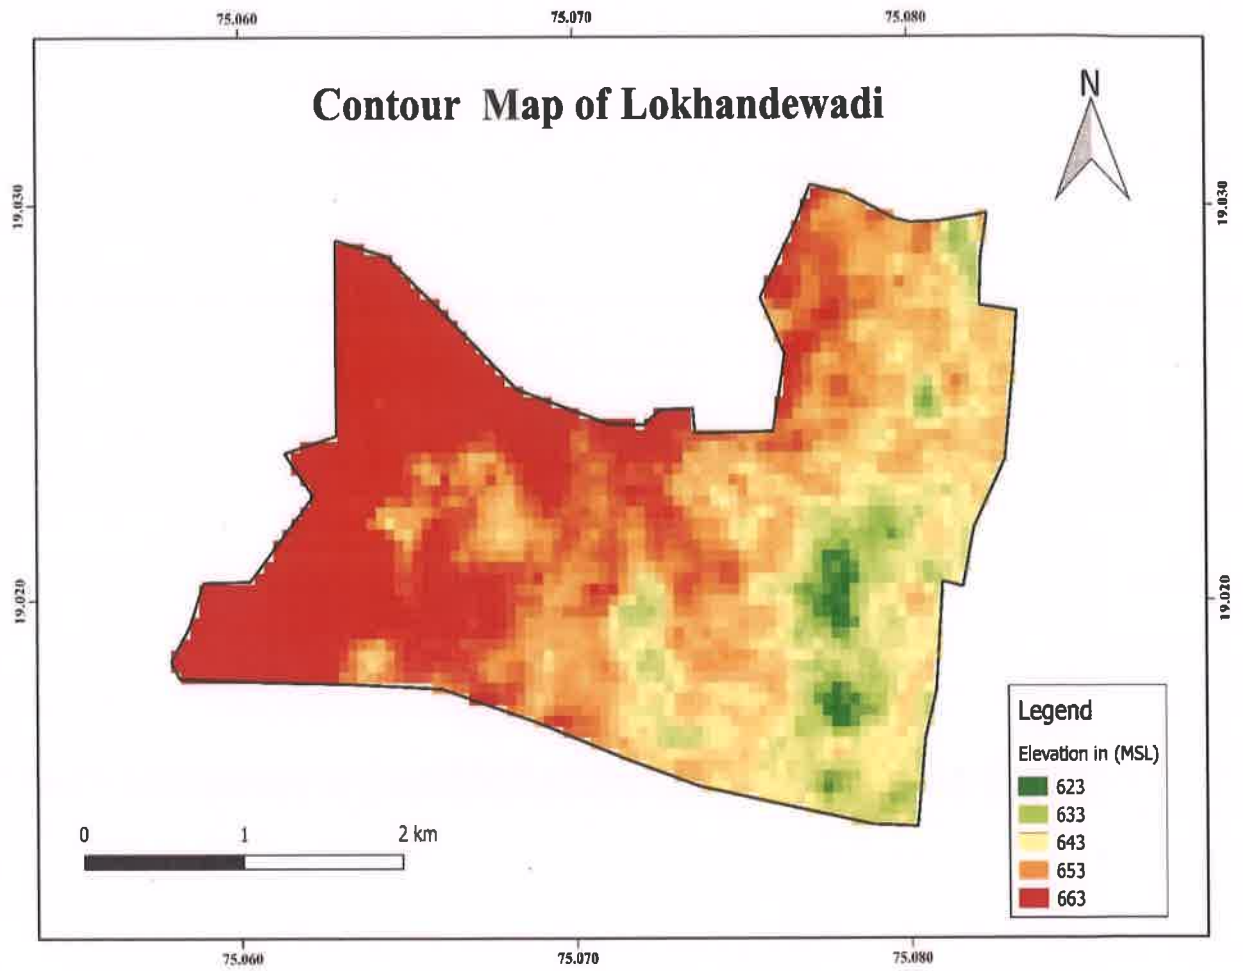 75.060 75.070 75.080
Contour Map of Lokhandewadi
N
19.030 19.030
19.020 19.020
Legend
Elevation in (MSL)
623
633
643
653
663
0 1 2 km
75.060 75.070 75.080